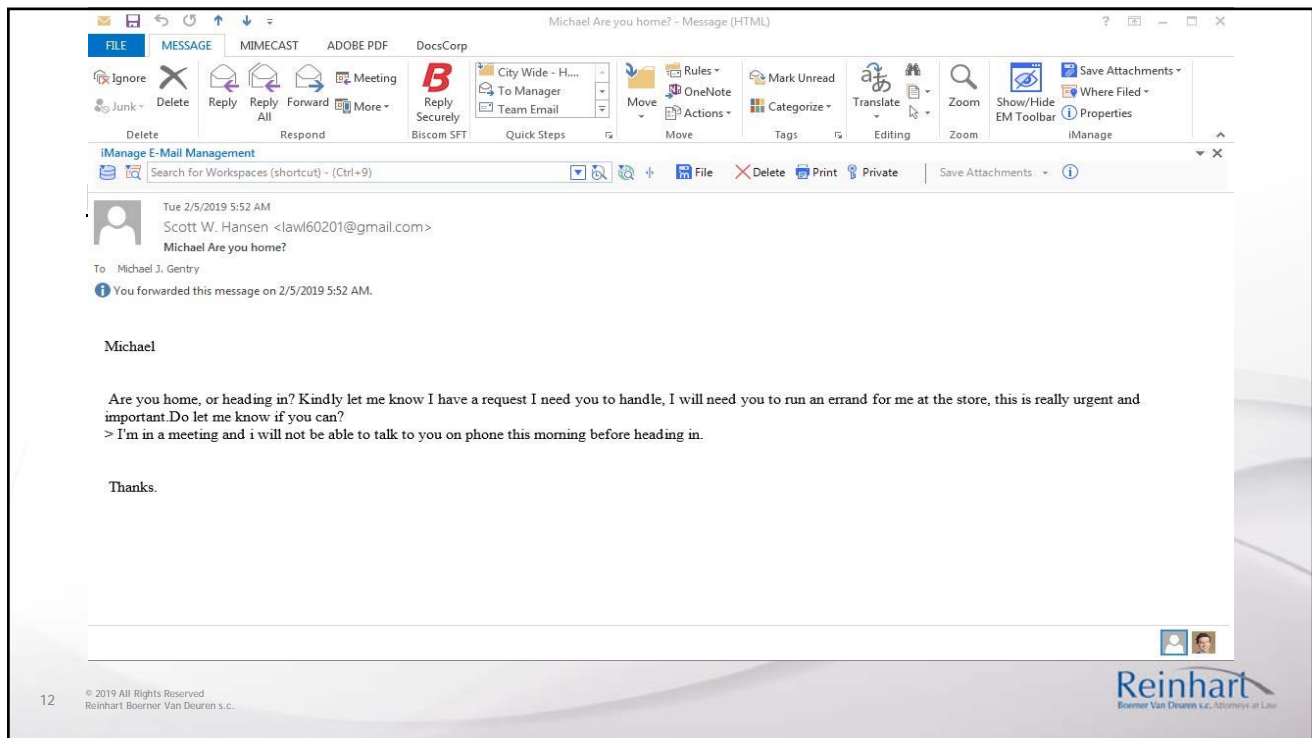 Michael Are you home? - Message (HTML)
FILE MESSAGE MIMECAST ADOBE PDF DocsCorp
Ignore
Junk
Delete
Reply
Reply All
Forward
Meeting
More
Reply Securely
City Wide - H....
To Manager
Team Email
Move
Rules
OneNote
Actions
Mark Unread
Categorize
Translate
Zoom
Show/Hide EM Toolbar
Save Attachments
Where Filed
Properties
Delete Respond Biscom SFT Quick Steps Move Tags Editing Zoom iManage
iManage E-Mail Management
Search for Workspaces (shortcut) - (Ctrl+9) File Delete Print Private Save Attachments
Tue 2/5/2019 5:52 AM
Scott W. Hansen <lawl60201@gmail.com>
Michael Are you home?
To Michael J. Gentry
You forwarded this message on 2/5/2019 5:52 AM.
Michael
Are you home, or heading in? Kindly let me know I have a request I need you to handle, I will need you to run an errand for me at the store, this is really urgent and
important.Do let me know if you can?
> I'm in a meeting and i will not be able to talk to you on phone this morning before heading in.
Thanks.
12
© 2019 All Rights Reserved
Reinhart Boerner Van Deuren s.c.
Reinhart
Boerner Van Deuren s.c. Attorneys at Law